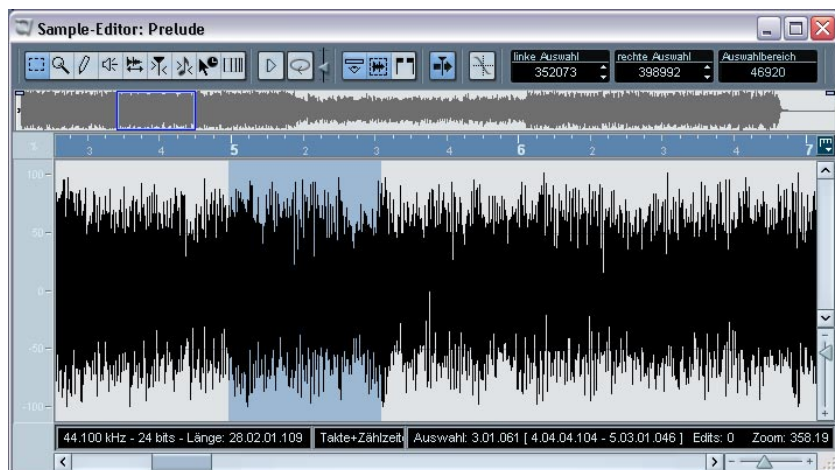 Sample-Editor: Prelude
linke Auswahl rechte Auswahl Auswahlbereich
352073 398992 46920
% 3 4 5 2 3 4 6 2 3 4 7
100
50
0
-50
-100
44.100 kHz - 24 bits - Länge: 28.02.01.109 Takte+Zählzeit Auswahl: 3.01.061 [ 4.04.04.104 - 5.03.01.046 ] Edits: 0 Zoom: 358.19